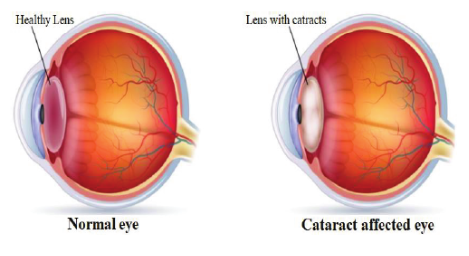 Healthy Lens
Lens with catracts
Normal eye
Cataract affected eye